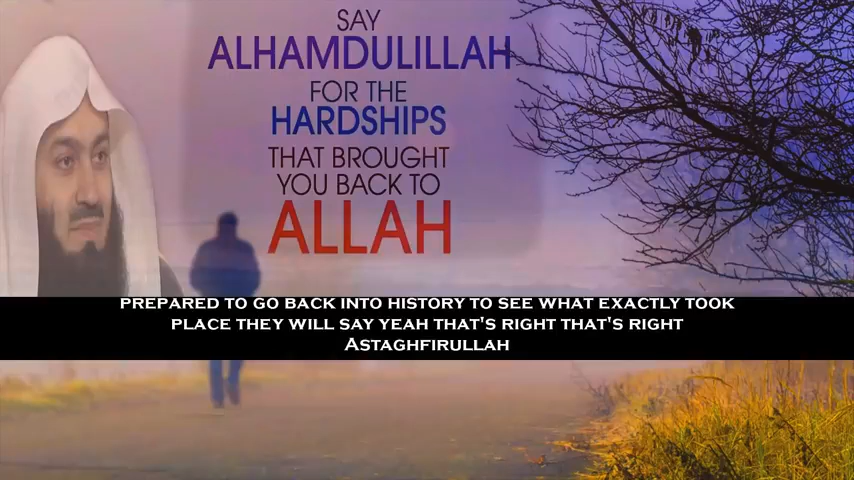 SAY
ALHAMDULILLAH
FOR THE
HARDSHIPS
THAT BROUGHT
YOU BACK TO
ALLAH
PREPARED TO GO BACK INTO HISTORY TO SEE WHAT EXACTLY TOOK
PLACE THEY WILL SAY YEAH THAT'S RIGHT THAT'S RIGHT
ASTAGHFIRULLAH